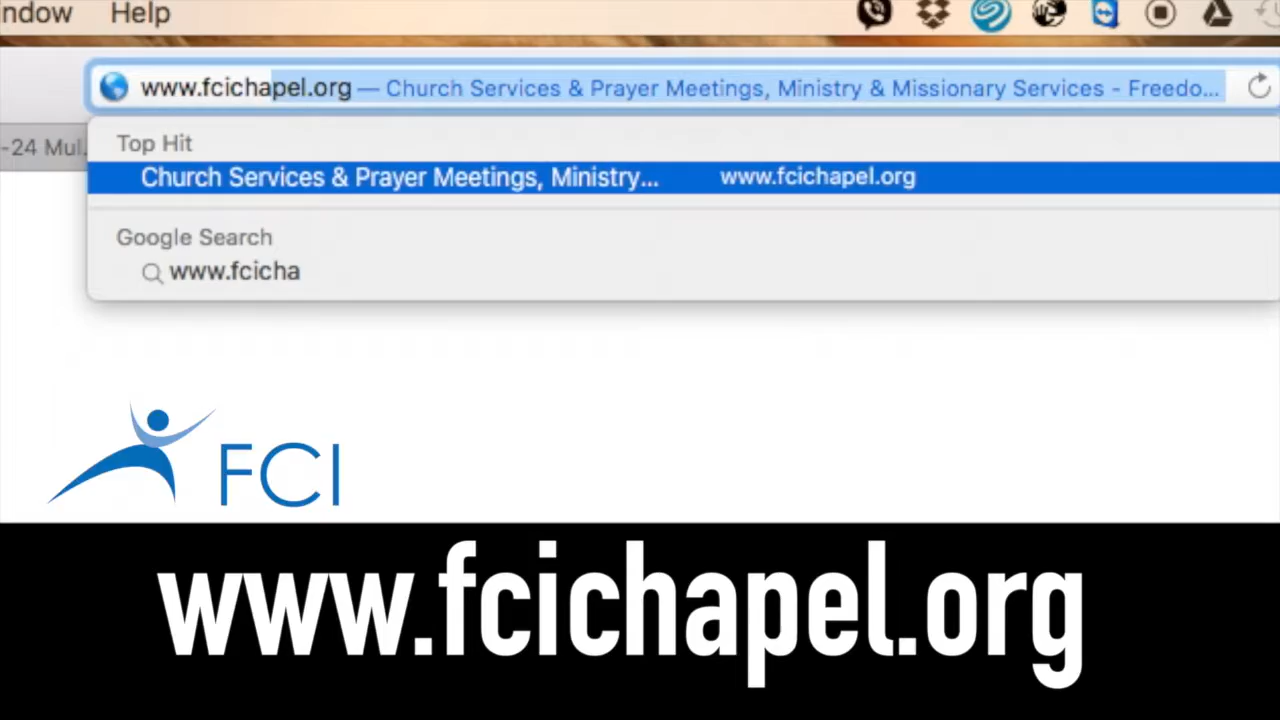 ndow Help
www.fcichapel.org — Church Services & Prayer Meetings, Ministry & Missionary Services - Freedo...
-24 Mul.
Top Hit
Church Services & Prayer Meetings, Ministry... www.fcichapel.org
Google Search
www.fcicha
FCI
www.fcichapel.org